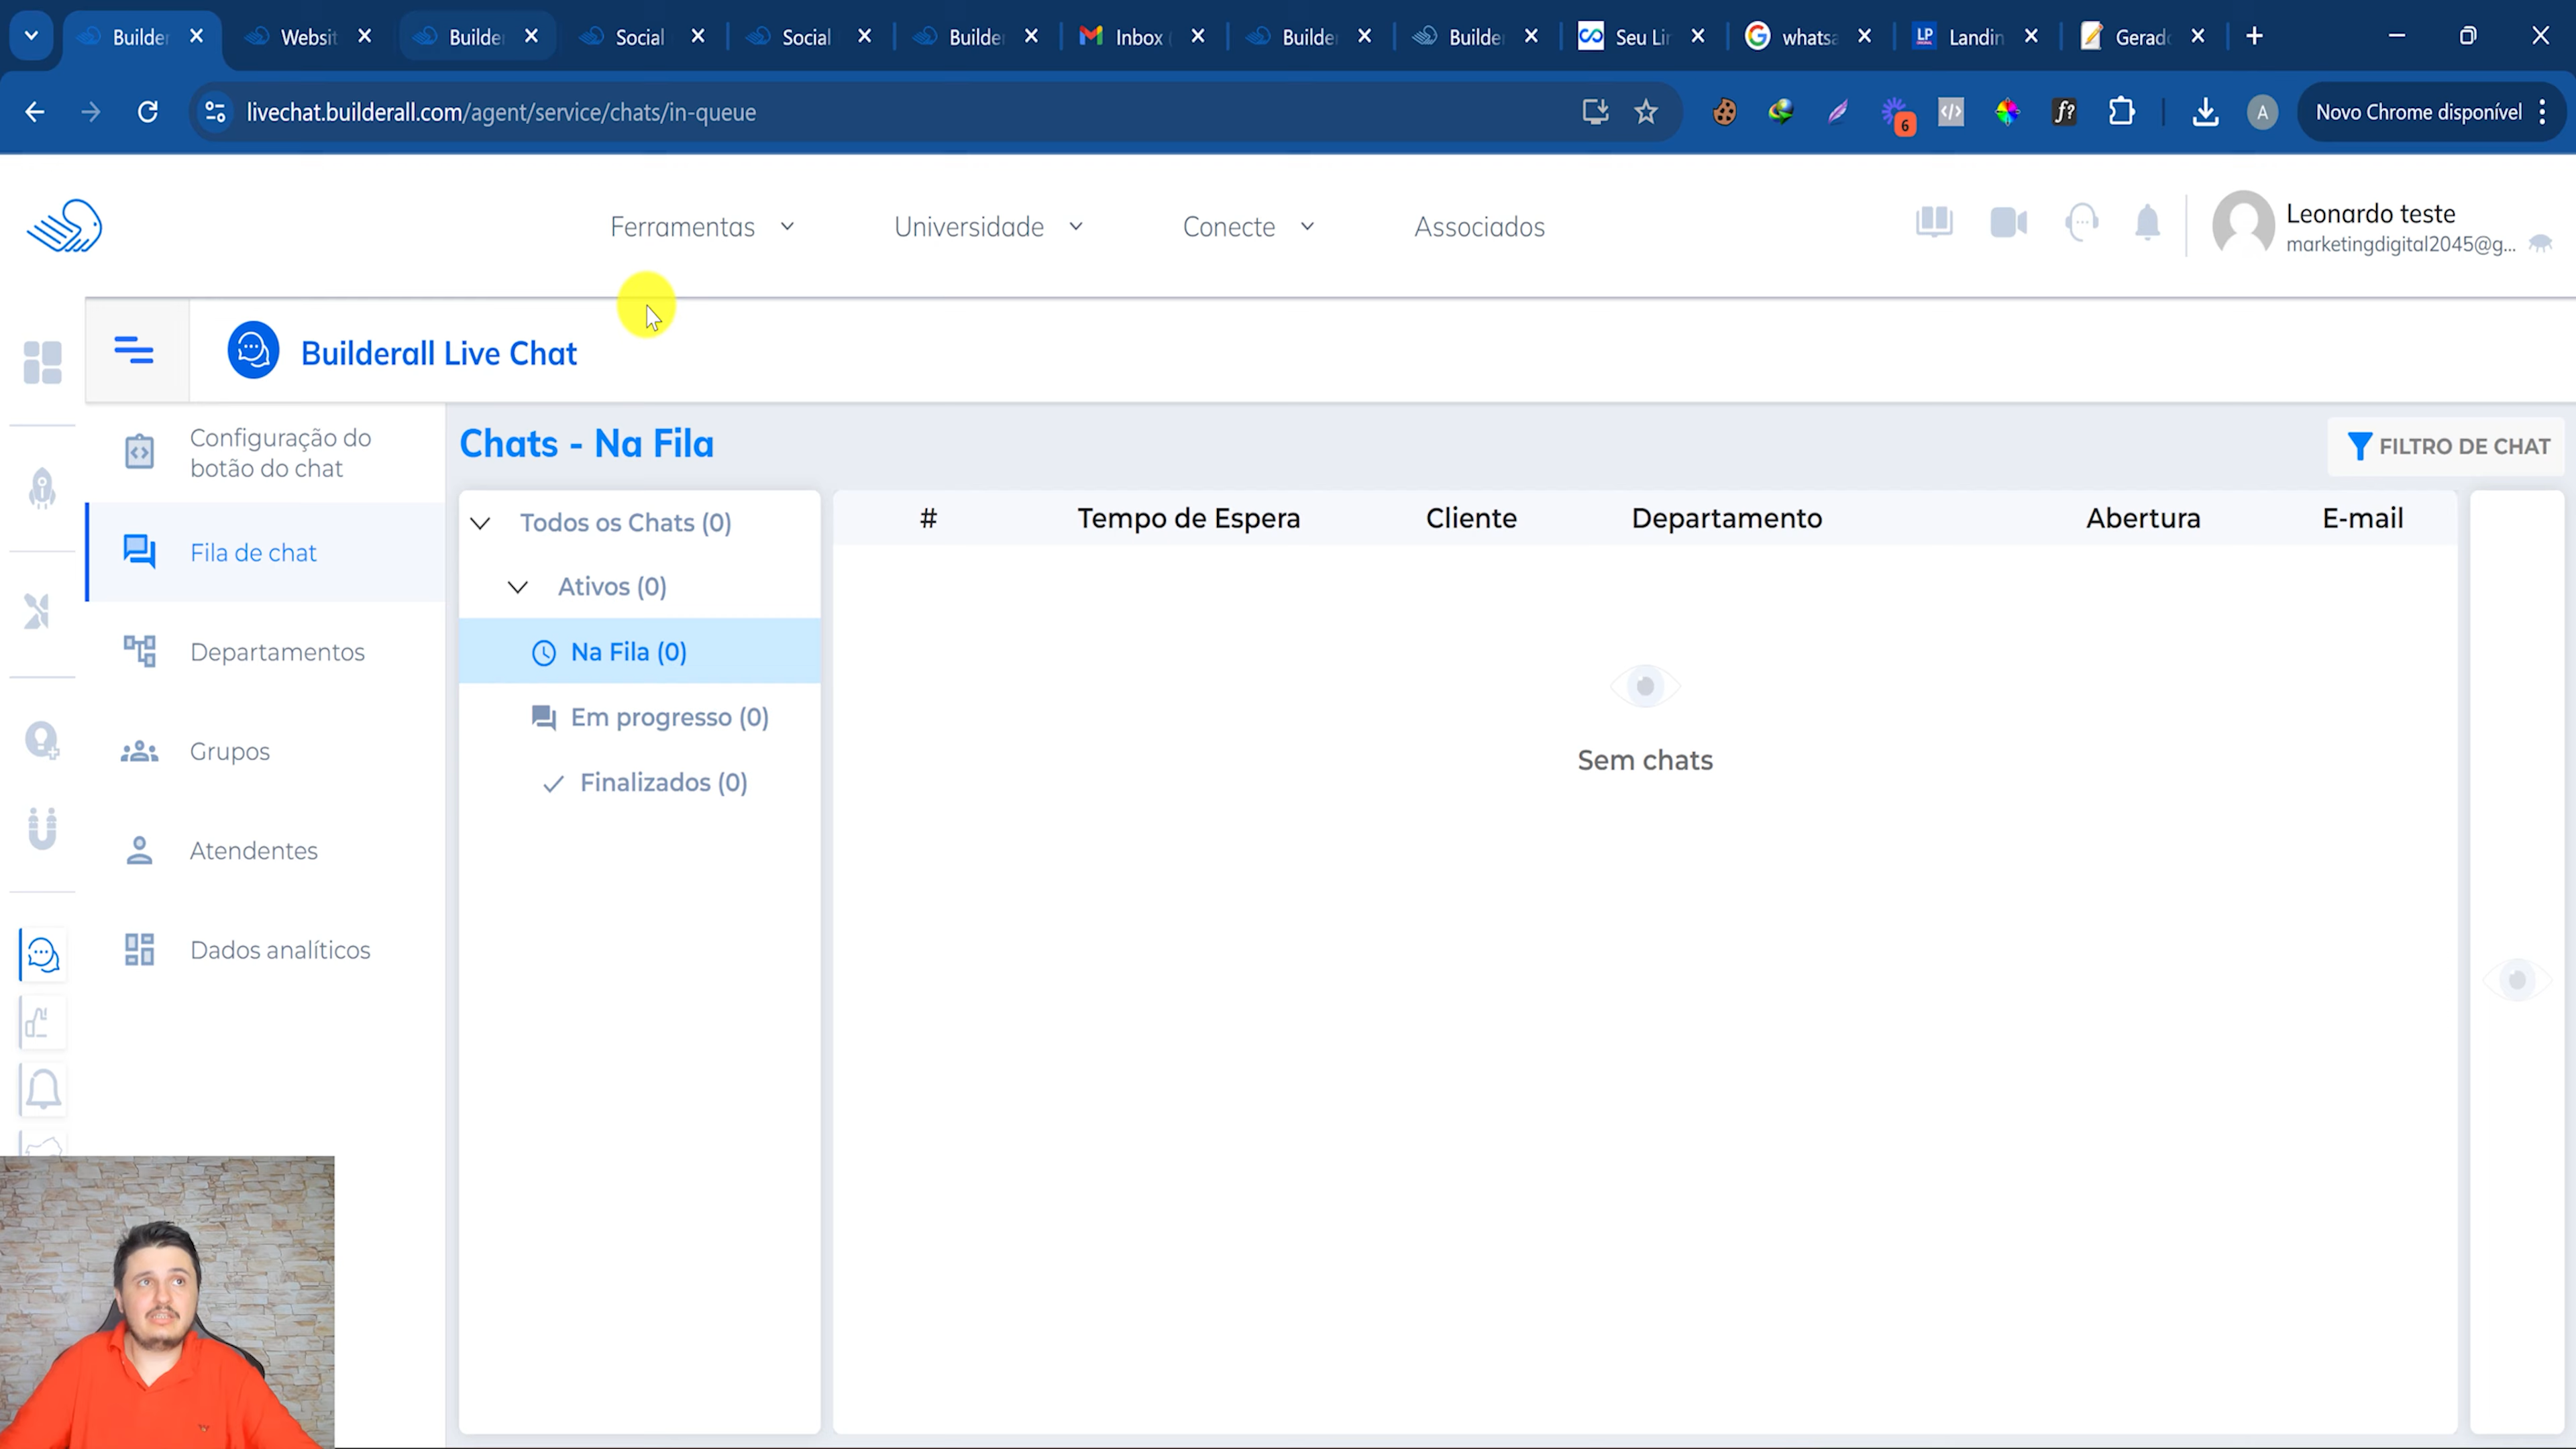 Builder
Websit
Builder
Social
Social
Builder
Inbox (
Builder
Builder
Seu Lir
whatsa
Landin
Gerado
livechat.builderall.com/agent/service/chats/in-queue
6
f?
A
Novo Chrome disponível
Ferramentas
Universidade
Conecte
Associados
Leonardo teste
marketingdigital2045@g...
Builderall Live Chat
Configuração do
botão do chat
Fila de chat
Departamentos
Grupos
Atendentes
Dados analíticos
Chats - Na Fila
FILTRO DE CHAT
Todos os Chats (0)
Ativos (0)
Na Fila (0)
Em progresso (0)
Finalizados (0)
# Tempo de Espera Cliente Departamento Abertura E-mail
Sem chats